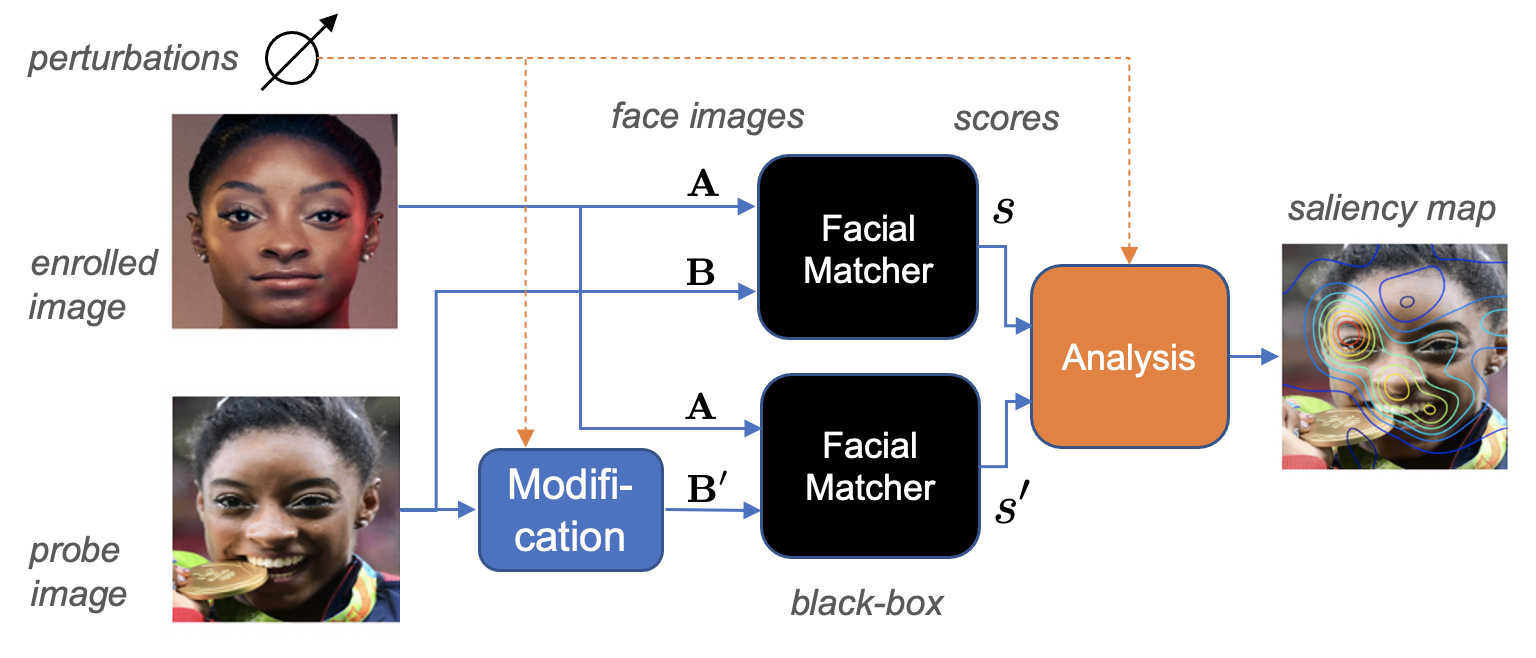 perturbations
face images
scores
A
Facial
Matcher
s
saliency map
enrolled
image
B
Analysis
A
Facial
Matcher
Modifi-
cation
B′
s′
probe
image
black-box